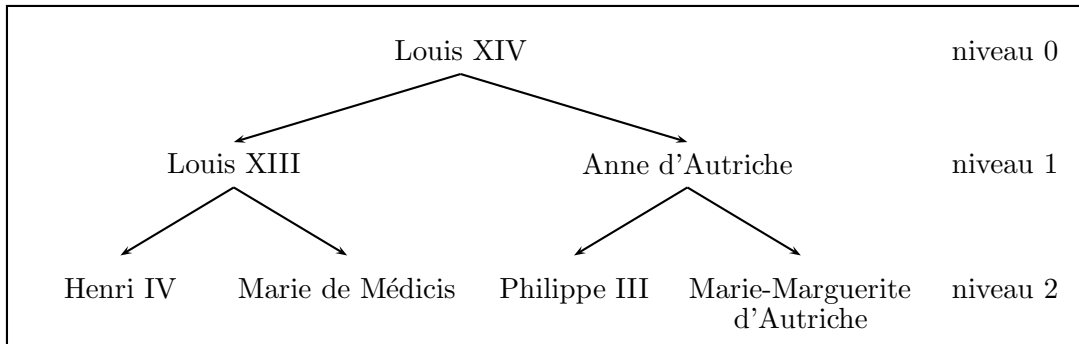 Louis XIV niveau 0
Louis XIII Anne d'Autriche niveau 1
Henri IV Marie de Médicis Philippe III Marie-Marguerite niveau 2
d'Autriche